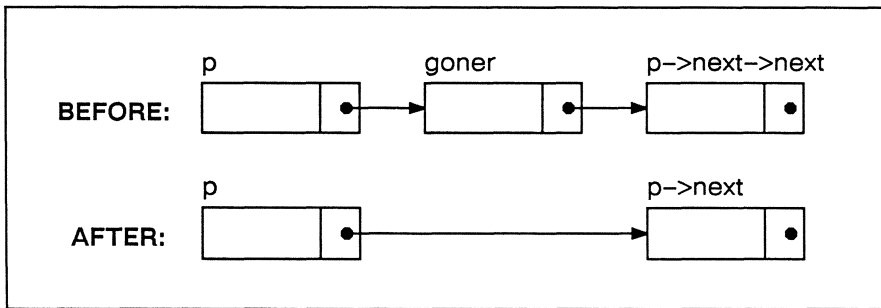 p goner p–>next–>next
BEFORE:
p p–>next
AFTER: